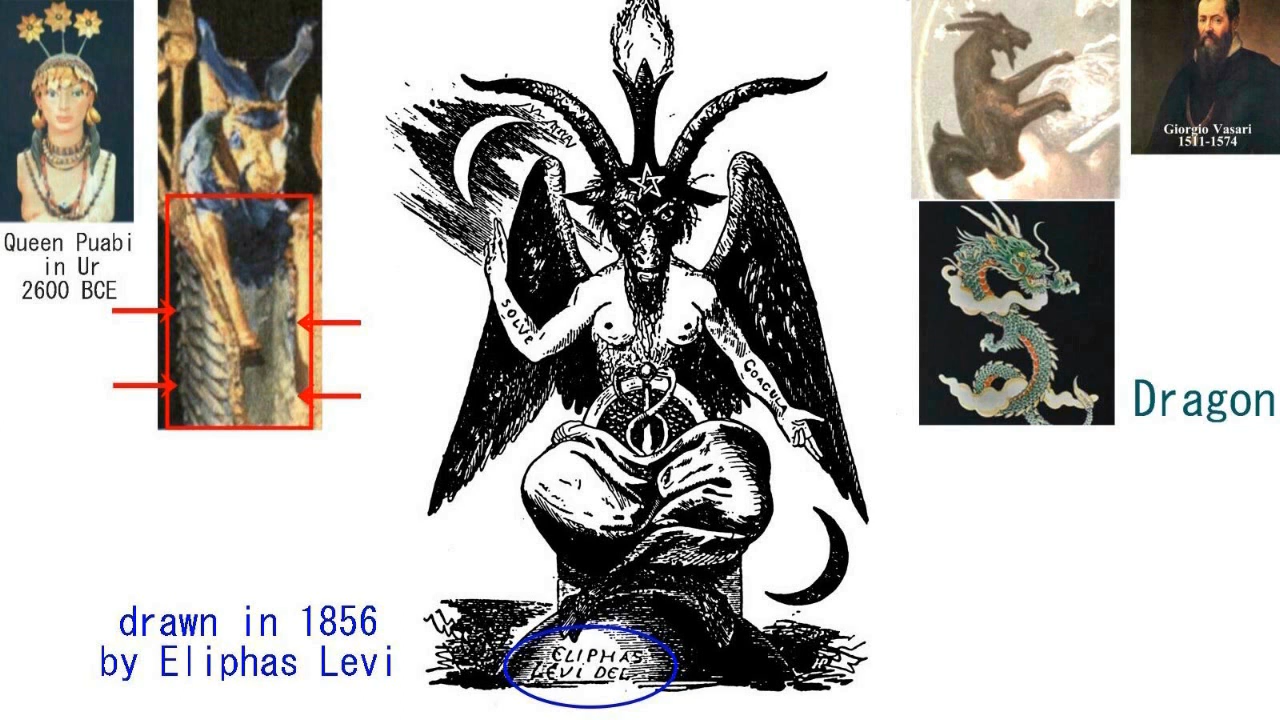 Queen Puabi
in Ur
2600 BCE
Giorgio Vasari
1511-1574
SOLVE
COAGULA
Dragon
drawn in 1856
by Eliphas Levi
ELIPHAS
LEVI DEL